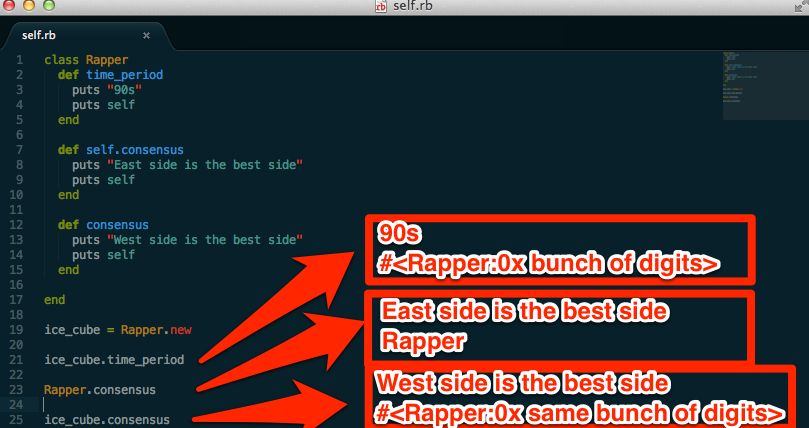 self.rb
self.rb ×
1 class Rapper
2 def time_period
3 puts "90s"
4 puts self
5 end
6
7 def self.consensus
8 puts "East side is the best side"
9 puts self
10 end
11
12 def consensus
13 puts "West side is the best side"
14 puts self
15 end
16
17 end
18
19 ice_cube = Rapper.new
20
21 ice_cube.time_period
22
23 Rapper.consensus
24
25 ice_cube.consensus
90s
#<Rapper:0x bunch of digits>
East side is the best side
Rapper
West side is the best side
#<Rapper:0x same bunch of digits>